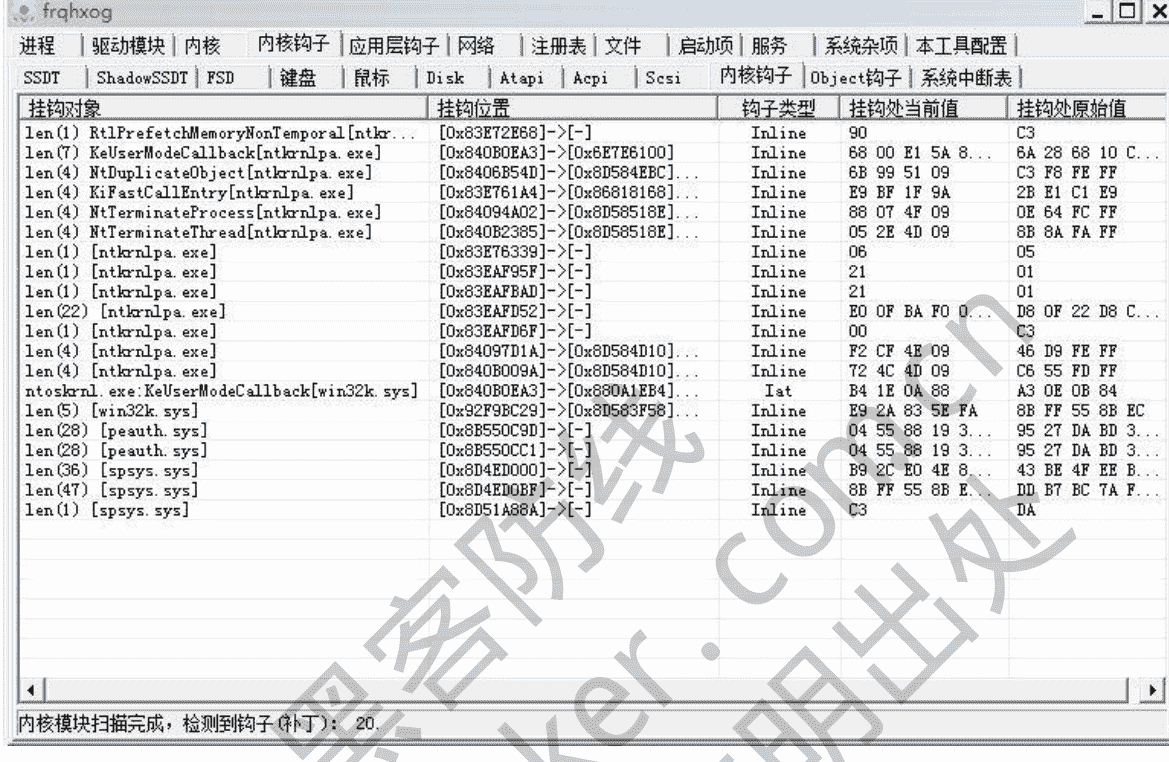 frqhxog
进程 驱动模块 内核 内核钩子 应用层钩子 网络 注册表 文件 启动项 服务 系统杂项 本工具配置
SSDT ShadowSSDT FSD 键盘 鼠标 Disk Atapi Acpi Scsi 内核钩子 Object钩子 系统中断表
挂钩对象 挂钩位置 钩子类型 挂钩处当前值 挂钩处原始值
len(1) RtlPrefetchMemoryNonTemporal[ntkr... [0x83E72E68]->[-] Inline 90 C3
len(7) KeUserModeCallback[ntkrnlpa.exe] [0x840B0EA3]->[0x6E7E6100] Inline 68 00 E1 5A 8... 6A 28 68 10 C...
len(4) NtDuplicateObject[ntkrnlpa.exe] [0x8406B54D]->[0x8D584EBC]... Inline 6B 99 51 09 C3 F8 FE FF
len(4) KiFastCallEntry[ntkrnlpa.exe] [0x83E761A4]->[0x86818168]... Inline E9 BF 1F 9A 2B E1 C1 E9
len(4) NtTerminateProcess[ntkrnlpa.exe] [0x84094A02]->[0x8D58518E]... Inline 88 07 4F 09 0E 64 FC FF
len(4) NtTerminateThread[ntkrnlpa.exe] [0x840B2385]->[0x8D58518E]... Inline 05 2E 4D 09 8B 8A FA FF
len(1) [ntkrnlpa.exe] [0x83E76339]->[-] Inline 06 05
len(1) [ntkrnlpa.exe] [0x83EAF95F]->[-] Inline 21 01
len(1) [ntkrnlpa.exe] [0x83EAFBAD]->[-] Inline 21 01
len(22) [ntkrnlpa.exe] [0x83EAFD52]->[-] Inline E0 0F BA F0 0... D8 0F 22 D8 C...
len(1) [ntkrnlpa.exe] [0x83EAFD6F]->[-] Inline 00 C3
len(4) [ntkrnlpa.exe] [0x84097D1A]->[0x8D584D10]... Inline F2 CF 4E 09 46 D9 FE FF
len(4) [ntkrnlpa.exe] [0x840B009A]->[0x8D584D10]... Inline 72 4C 4D 09 C6 55 FD FF
ntoskrnl.exe:KeUserModeCallback[win32k.sys] [0x840B0EA3]->[0x880A1EB4]... Iat B4 1E 0A 88 A3 0E 0B 84
len(5) [win32k.sys] [0x92F9BC29]->[0x8D583F58]... Inline E9 2A 83 5E FA 8B FF 55 8B EC
len(28) [peauth.sys] [0x8B550C9D]->[-] Inline 04 55 88 19 3... 95 27 DA BD 3...
len(28) [peauth.sys] [0x8B550CC1]->[-] Inline 04 55 88 19 3... 95 27 DA BD 3...
len(36) [spsys.sys] [0x8D4ED000]->[-] Inline B9 2C E0 4E 8... 43 BE 4F EE B...
len(47) [spsys.sys] [0x8D4ED0BF]->[-] Inline 8B FF 55 8B E... DD B7 BC 7A F...
len(1) [spsys.sys] [0x8D51A88A]->[-] Inline C3 DA
内核模块扫描完成，检测到钩子(补丁)： 20.
黑客防线
ker.com.cn
明出处